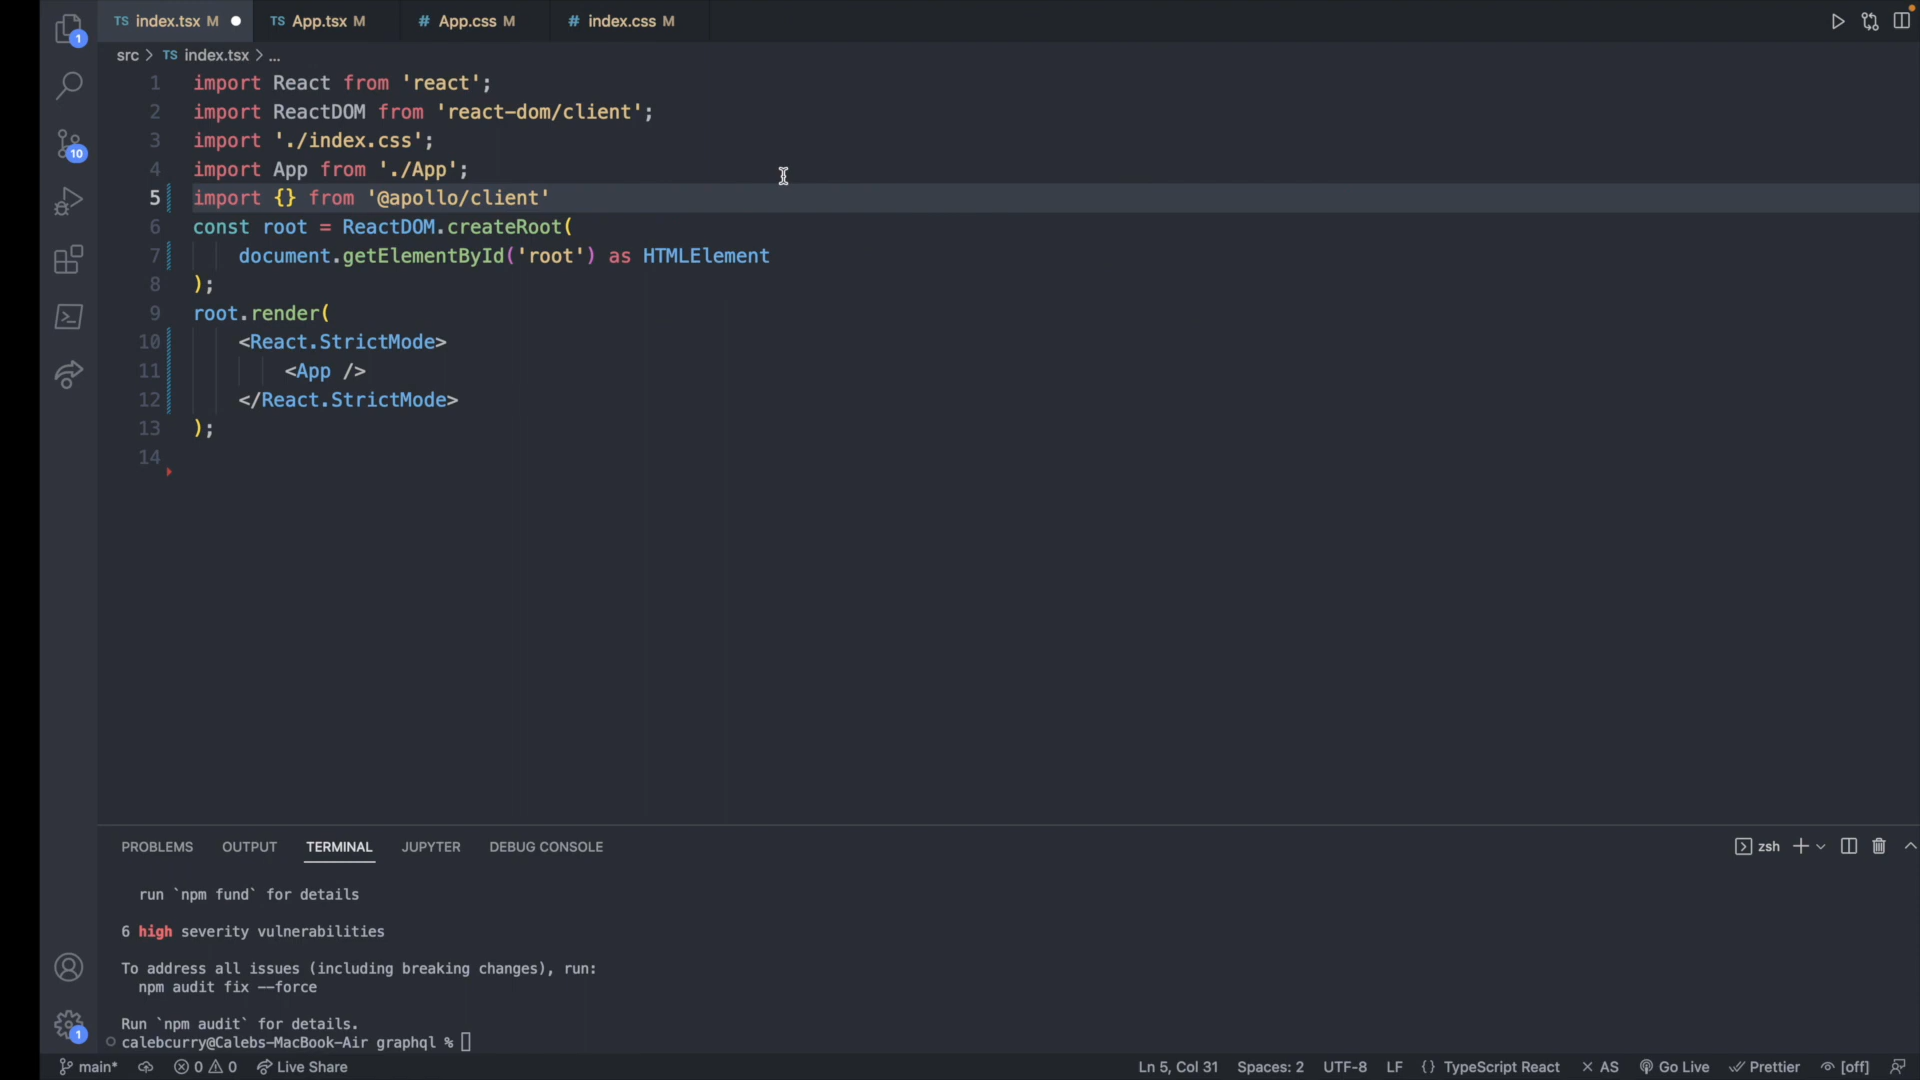 TS index.tsx M TS App.tsx M # App.css M # index.css M
src > TS index.tsx > ...
1 import React from 'react';
2 import ReactDOM from 'react-dom/client';
3 import './index.css';
4 import App from './App';
5 import {} from '@apollo/client'
6 const root = ReactDOM.createRoot(
7 document.getElementById('root') as HTMLElement
8 );
9 root.render(
10 <React.StrictMode>
11 <App />
12 </React.StrictMode>
13 );
14
1
10
1
PROBLEMS OUTPUT TERMINAL JUPYTER DEBUG CONSOLE zsh
run `npm fund` for details
6 high severity vulnerabilities
To address all issues (including breaking changes), run:
npm audit fix --force
Run `npm audit` for details.
calebcurry@Calebs-MacBook-Air graphql %
main* 0 0 Live Share Ln 5, Col 31 Spaces: 2 UTF-8 LF {} TypeScript React × AS Go Live Prettier [off]